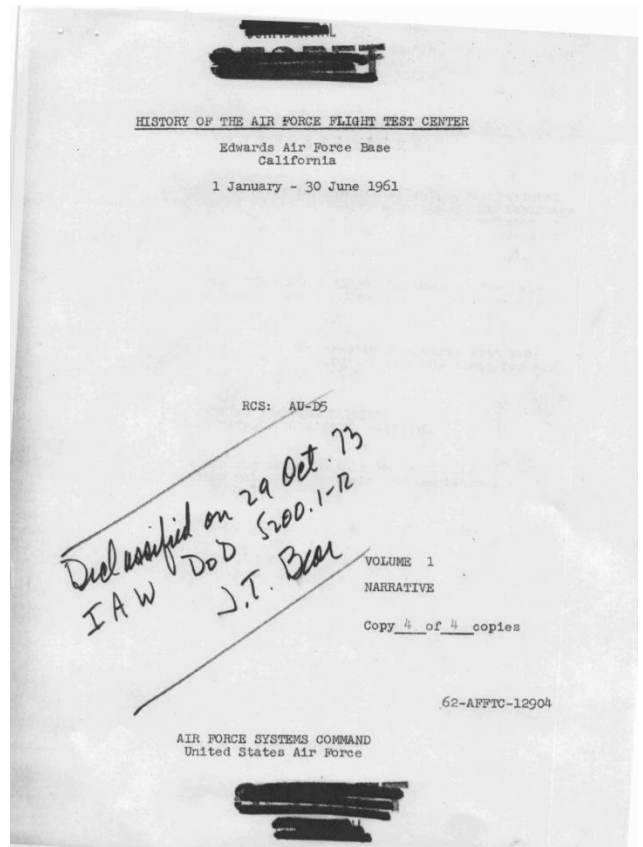 CONFIDENTIAL
SECRET
HISTORY OF THE AIR FORCE FLIGHT TEST CENTER
Edwards Air Force Base
California
1 January - 30 June 1961
RCS: AU-D5
Declassified on 29 Oct. 73
IAW DoD 5200.1-R
J.T. Bear
VOLUME 1
NARRATIVE
Copy 4 of 4 copies
62-AFFTC-12904
AIR FORCE SYSTEMS COMMAND
United States Air Force